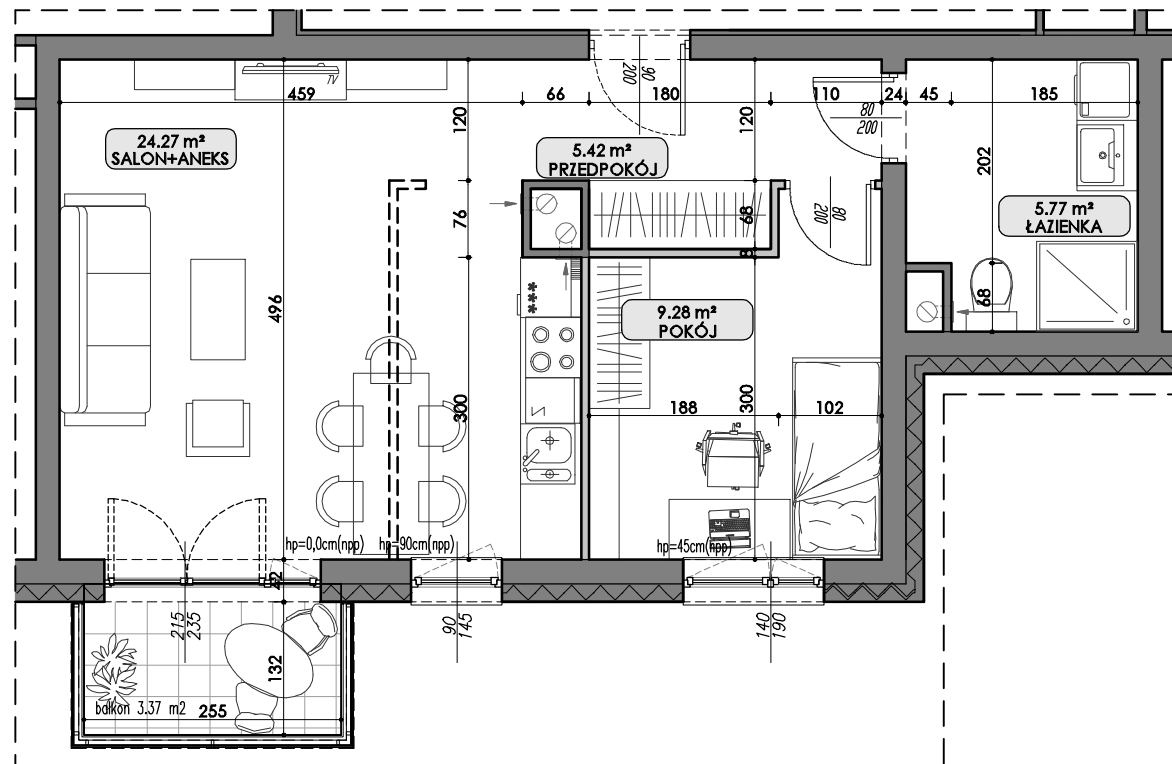 TV
90
200
459
66
180
110
24
45
185
80
200
120
120
24.27 m²
SALON+ANEKS
5.42 m²
PRZEDPOKÓJ
202
76
68
80
200
5.77 m²
ŁAZIENKA
8
496
68
9.28 m²
POKÓJ
300
300
188
102
hp=0,0cm(npp)
hp=90cm(npp)
hp=45cm(npp)
42
215
235
90
145
140
190
132
balkon 3.37 m2
255